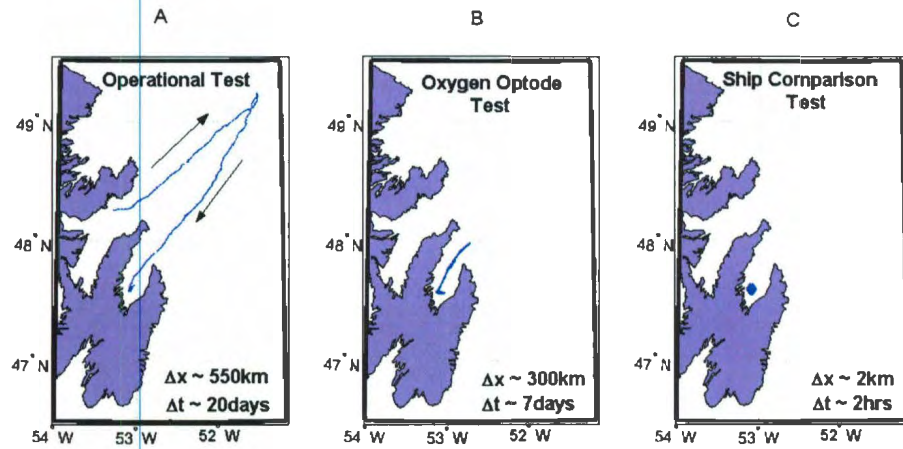 A
B
C
Operational Test
Oxygen Optode
Test
Ship Comparison
Test
49° N
48° N
47° N
49° N
48° N
47° N
49° N
48° N
47° N
Δx ~ 550km
Δt ~ 20days
Δx ~ 300km
Δt ~ 7days
Δx ~ 2km
Δt ~ 2hrs
54° W
53° W
52° W
54° W
53° W
52° W
54° W
53° W
52° W